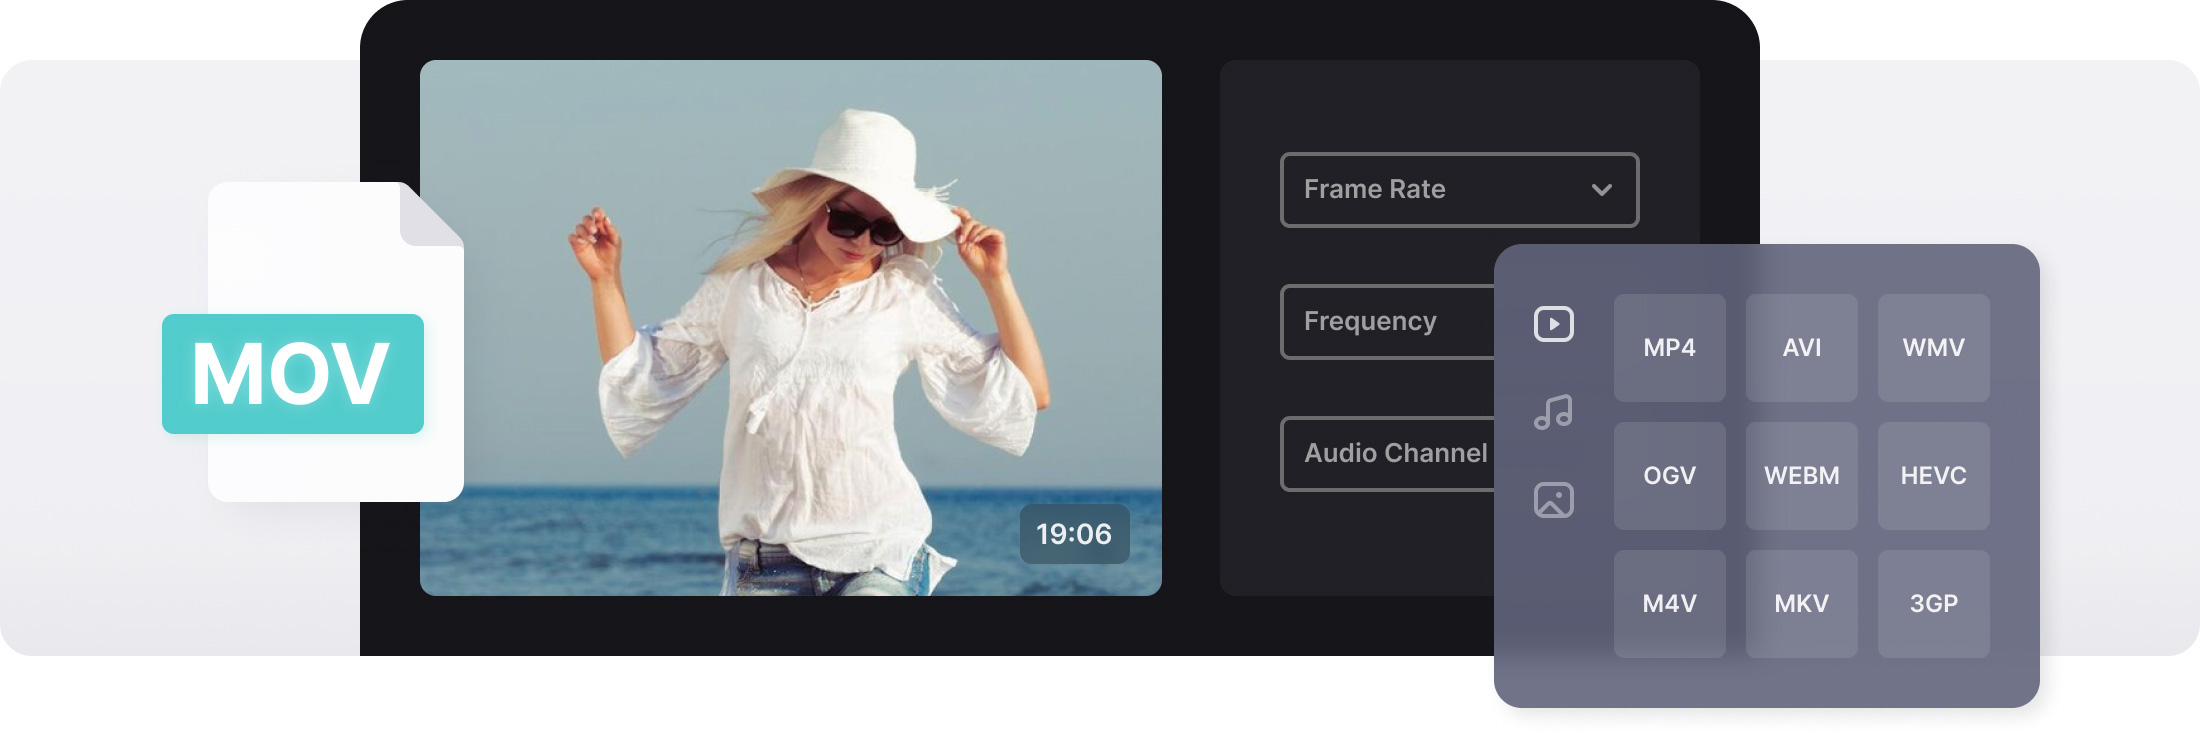 MOV
19:06
Frame Rate
Frequency
Audio Channel
MP4 AVI WMV
OGV WEBM HEVC
M4V MKV 3GP